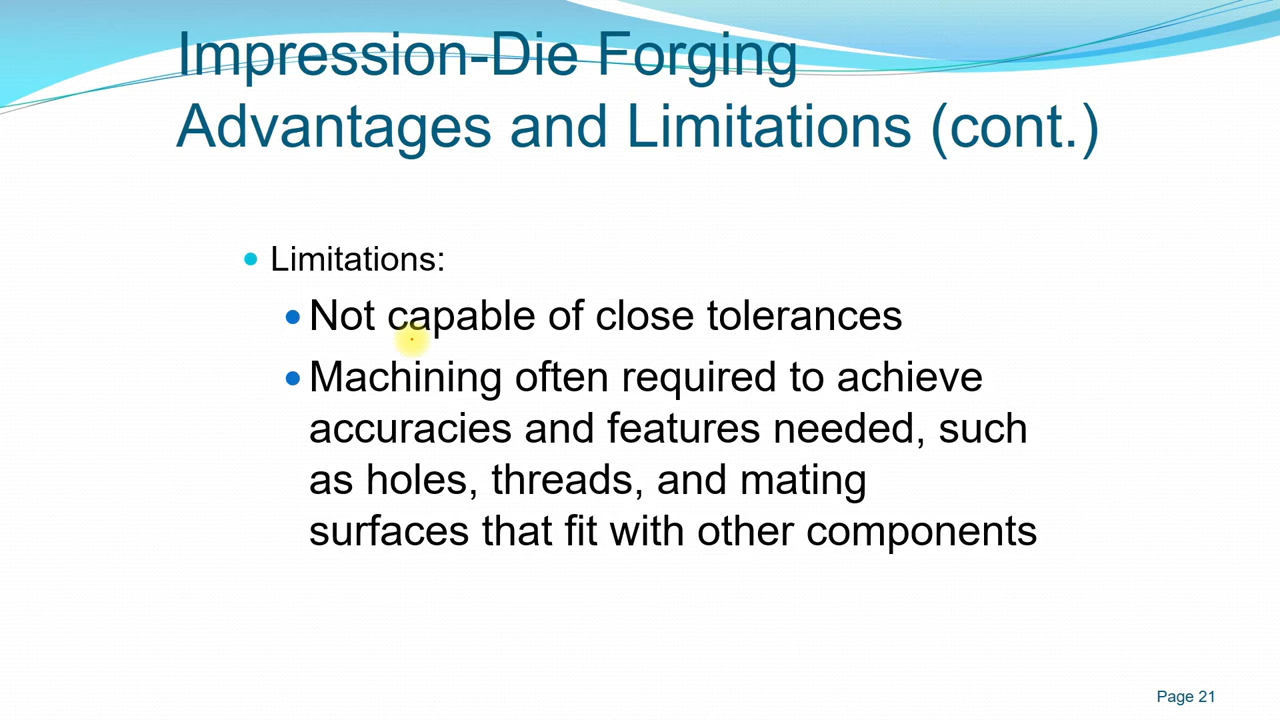 Impression-Die Forging
Advantages and Limitations (cont.)
Limitations:
Not capable of close tolerances
Machining often required to achieve
accuracies and features needed, such
as holes, threads, and mating
surfaces that fit with other components
Page 21